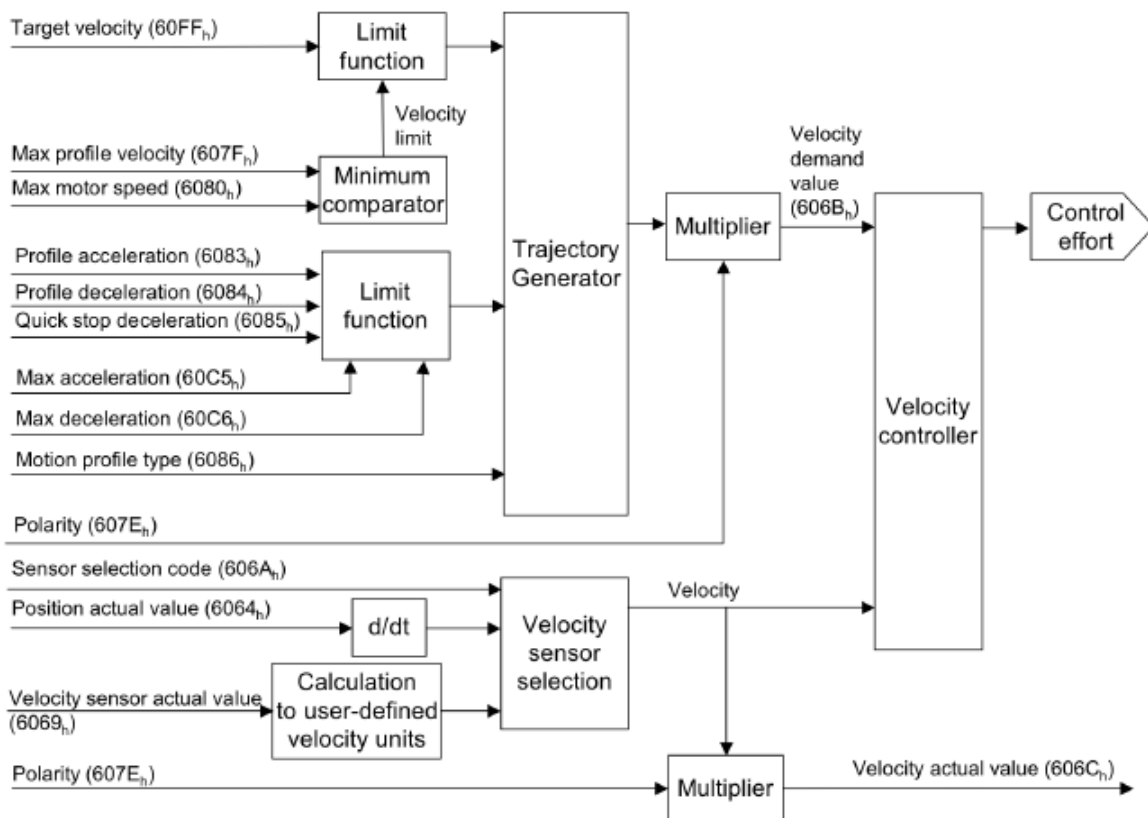 Target velocity (60FFh)
Limit
function
Velocity
limit
Max profile velocity (607Fh)
Max motor speed (6080h)
Minimum
comparator
Profile acceleration (6083h)
Profile deceleration (6084h)
Quick stop deceleration (6085h)
Limit
function
Max acceleration (60C5h)
Max deceleration (60C6h)
Motion profile type (6086h)
Trajectory
Generator
Polarity (607Eh)
Multiplier
Velocity
demand
value
(606Bh)
Velocity
controller
Control
effort
Sensor selection code (606Ah)
Position actual value (6064h)
d/dt
Velocity sensor actual value
(6069h)
Calculation
to user-defined
velocity units
Velocity
sensor
selection
Velocity
Polarity (607Eh)
Multiplier
Velocity actual value (606Ch)